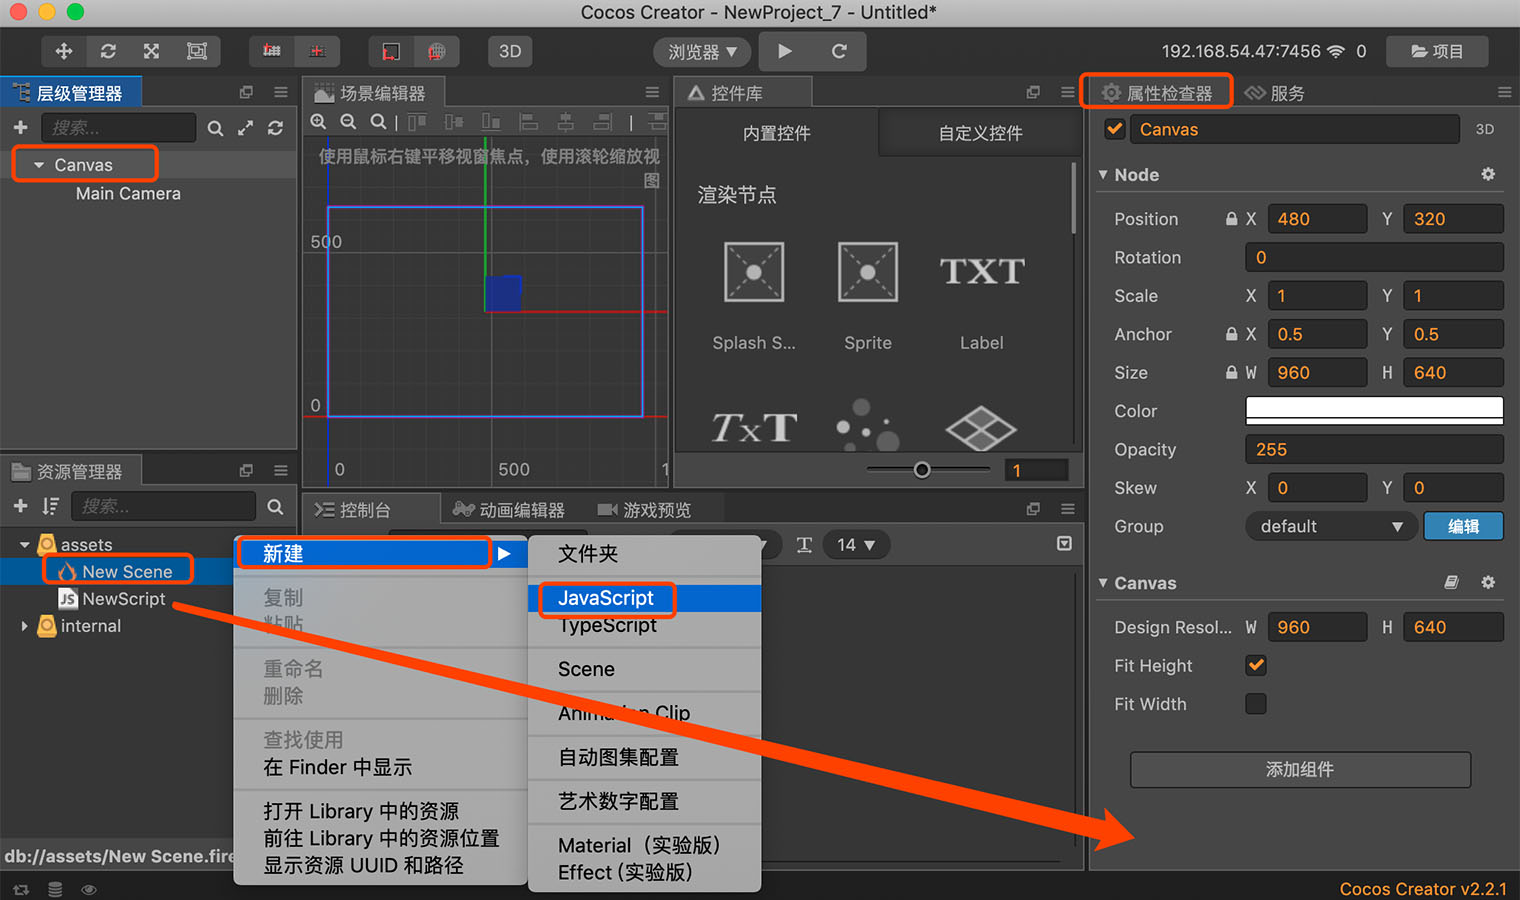 Cocos Creator - NewProject_7 - Untitled*
3D
浏览器
192.168.54.47:7456
0
项目
层级管理器
场景编辑器
控件库
属性检查器
服务
搜索...
Canvas
Main Camera
使用鼠标右键平移视窗焦点，使用滚轮缩放视
图
500
0
0
500
1
内置控件
自定义控件
渲染节点
TXT
Splash S...
Sprite
Label
TxT
1
Canvas
3D
Node
Position
X
480
Y
320
Rotation
0
Scale
X
1
Y
1
Anchor
X
0.5
Y
0.5
Size
W
960
H
640
Color
Opacity
255
Skew
X
0
Y
0
Group
default
编辑
Canvas
Design Resol...
W
960
H
640
Fit Height
Fit Width
添加组件
资源管理器
搜索...
assets
New Scene
JS
NewScript
internal
控制台
动画编辑器
游戏预览
14
新建
复制
粘贴
重命名
删除
查找使用
在 Finder 中显示
打开 Library 中的资源
前往 Library 中的资源位置
显示资源 UUID 和路径
文件夹
JavaScript
TypeScript
Scene
Animation Clip
自动图集配置
艺术数字配置
Material（实验版）
Effect (实验版)
db://assets/New Scene.fire
Cocos Creator v2.2.1